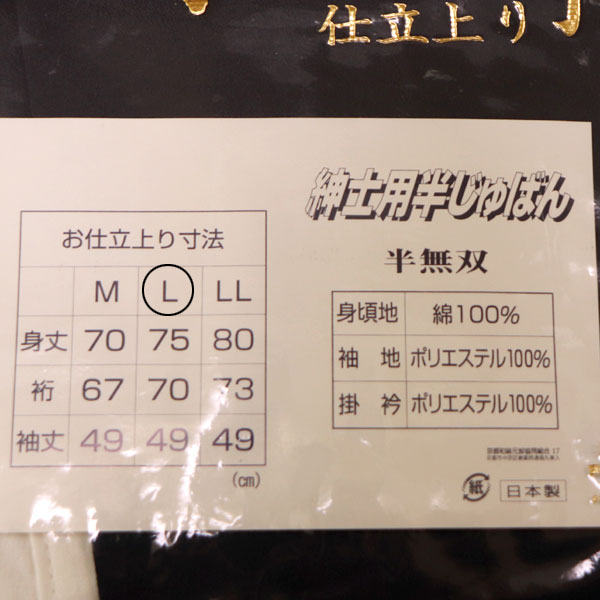 仕立上り
紳士用半じゅばん
半無双
お仕立上り寸法
M L LL
身丈 70 75 80
裄 67 70 73
袖丈 49 49 49
(cm)
身頃地 綿100%
袖地 ポリエステル100%
掛衿 ポリエステル100%
紙
日本製